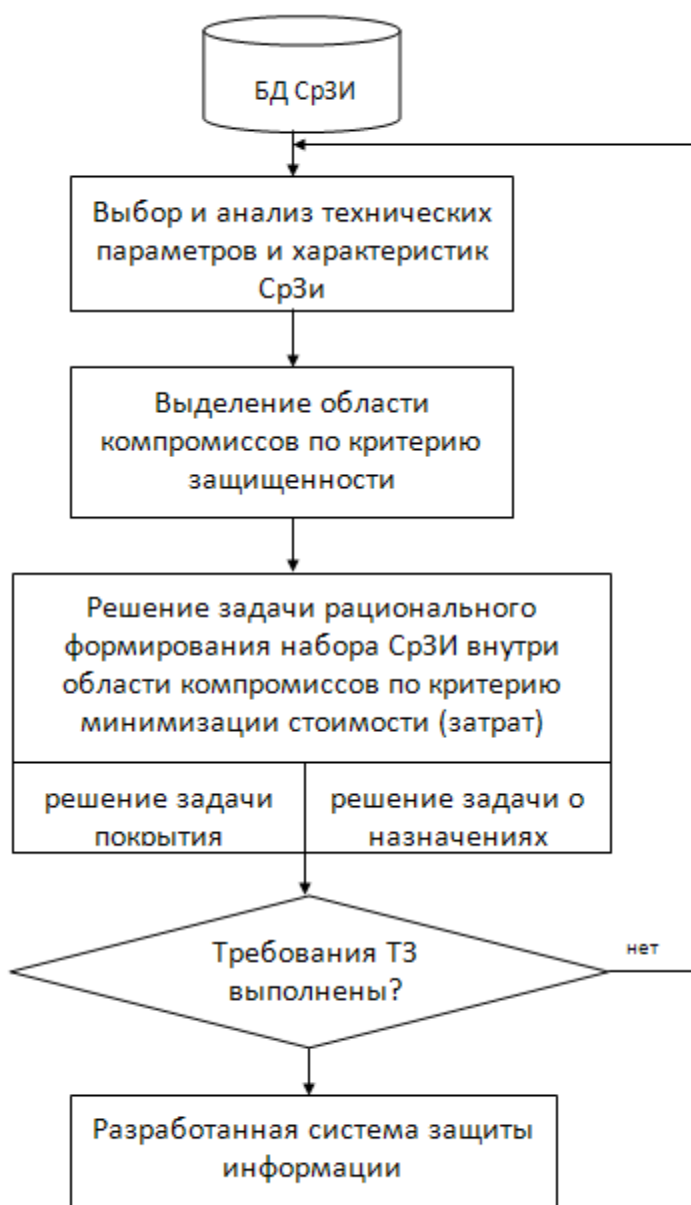 БД СрЗИ
Выбор и анализ технических
параметров и характеристик
СрЗи
Выделение области
компромиссов по критерию
защищенности
Решение задачи рационального
формирования набора СрЗИ внутри
области компромиссов по критерию
минимизации стоимости (затрат)
решение задачи
покрытия
решение задачи о
назначениях
Требования ТЗ
выполнены?
нет
Разработанная система защиты
информации